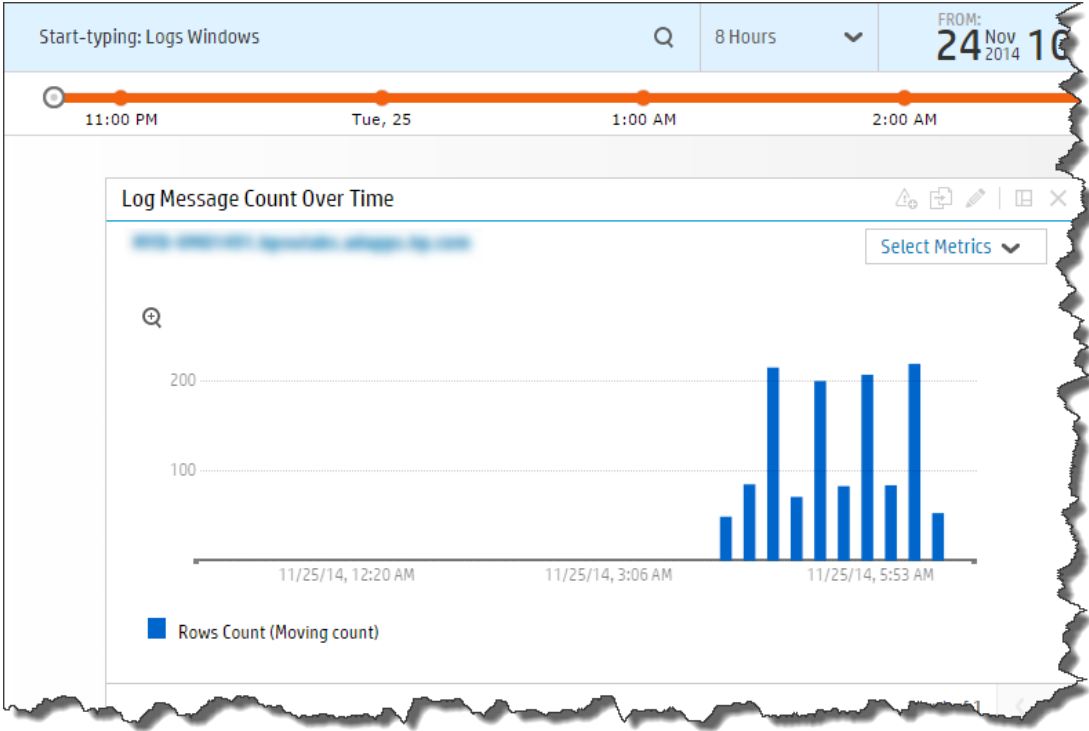 Start-typing: Logs Windows
8 Hours
FROM:
24 Nov 2014
11:00 PM
Tue, 25
1:00 AM
2:00 AM
Log Message Count Over Time
Select Metrics
200
100
11/25/14, 12:20 AM
11/25/14, 3:06 AM
11/25/14, 5:53 AM
Rows Count (Moving count)